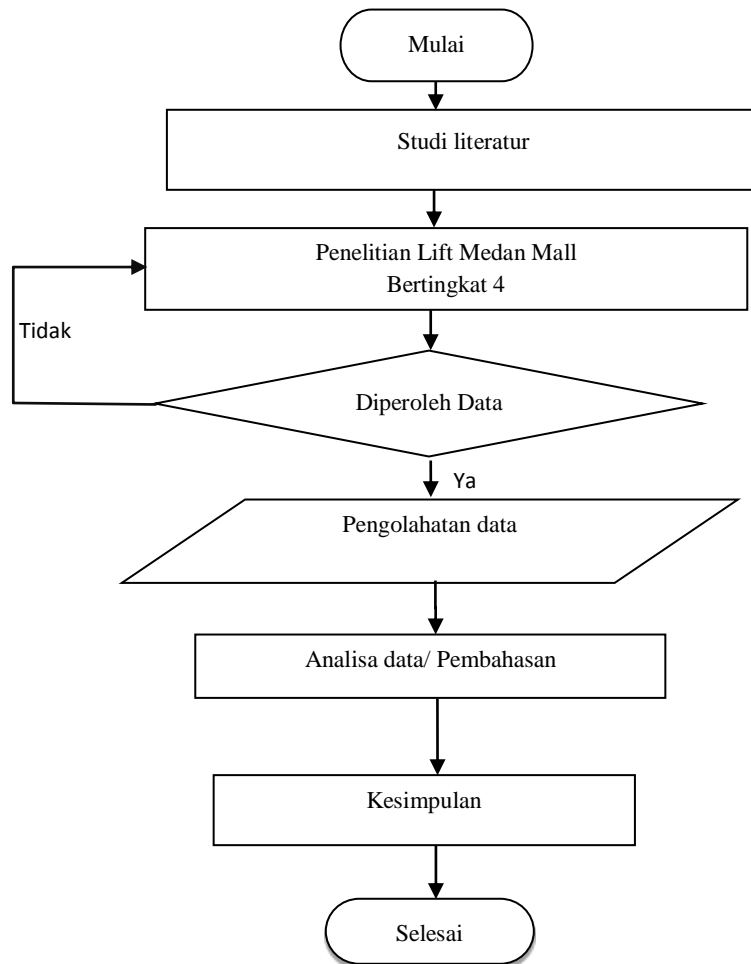 Mulai
Studi literatur
Penelitian Lift Medan Mall
Bertingkat 4
Tidak
Diperoleh Data
Ya
Pengolahatan data
Analisa data/ Pembahasan
Kesimpulan
Selesai